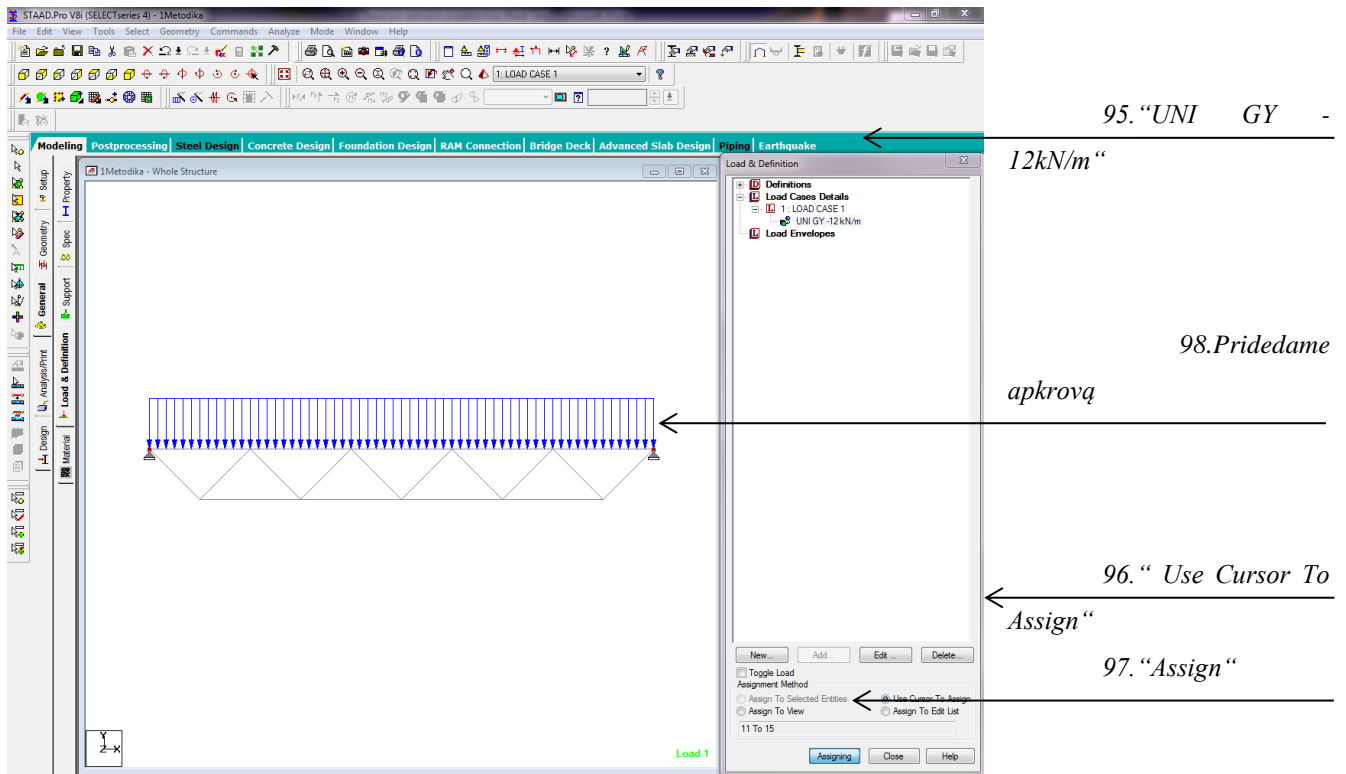 STAAD.Pro V8i (SELECTseries 4) - 1Metodika
File Edit View Tools Select Geometry Commands Analyze Mode Window Help
1: LOAD CASE 1
Modeling Postprocessing Steel Design Concrete Design Foundation Design RAM Connection Bridge Deck Advanced Slab Design Piping Earthquake
Setup
Geometry
General
Analysis/Print
Design
Property
Spec
Support
Load & Definition
Material
1Metodika - Whole Structure
Y
Z X
Load 1
Load & Definition
Definitions
Load Cases Details
1 : LOAD CASE 1
UNI GY -12 kN/m
Load Envelopes
New... Add... Edit ... Delete...
Toggle Load
Assignment Method
Assign To Selected Entities Use Cursor To Assign
Assign To View Assign To Edit List
11 To 15
Assigning Close Help
95.“UNI GY -
12kN/m“
98.Pridedame
apkrovą
96.“ Use Cursor To
Assign“
97.“Assign“